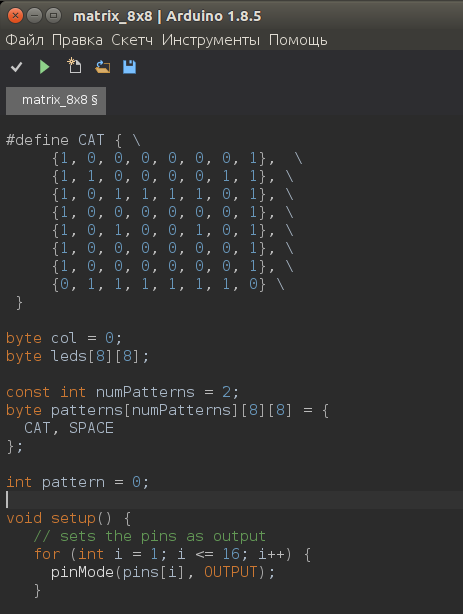 matrix_8x8 | Arduino 1.8.5
Файл Правка Скетч Инструменты Помощь
matrix_8x8 §
#define CAT { \
     {1, 0, 0, 0, 0, 0, 0, 1},  \
     {1, 1, 0, 0, 0, 0, 1, 1}, \
     {1, 0, 1, 1, 1, 1, 0, 1}, \
     {1, 0, 0, 0, 0, 0, 0, 1}, \
     {1, 0, 1, 0, 0, 1, 0, 1}, \
     {1, 0, 0, 0, 0, 0, 0, 1}, \
     {1, 0, 0, 0, 0, 0, 0, 1}, \
     {0, 1, 1, 1, 1, 1, 1, 0} \
 }
byte col = 0;
byte leds[8][8];
const int numPatterns = 2;
byte patterns[numPatterns][8][8] = {
  CAT, SPACE
};
int pattern = 0;
void setup() {
   // sets the pins as output
   for (int i = 1; i <= 16; i++) {
     pinMode(pins[i], OUTPUT);
   }